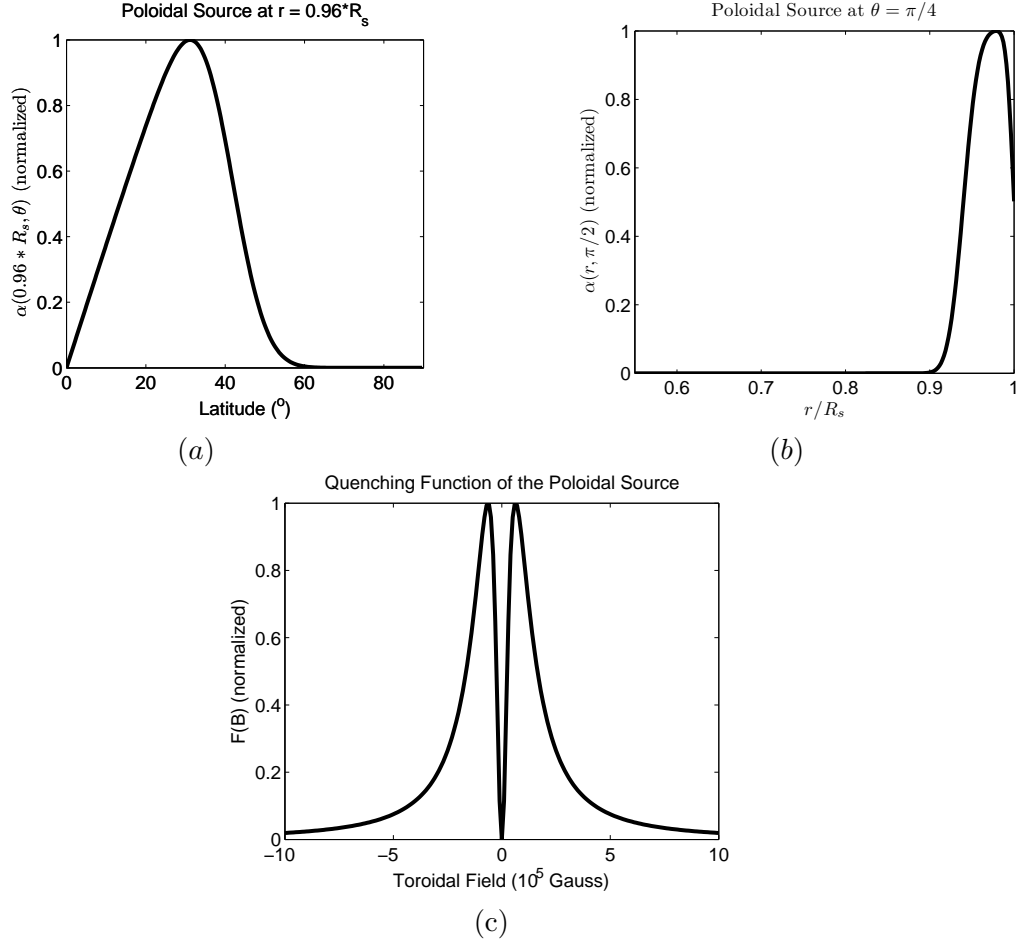 Poloidal Source at r = 0.96*R_s
1
0.8
0.6
0.4
0.2
0
0 20 40 60 80
α(0.96 * R_s, θ) (normalized)
Latitude (°)
(a)
Poloidal Source at θ = π/4
1
0.8
0.6
0.4
0.2
0
0.6 0.7 0.8 0.9 1
α(r, π/2) (normalized)
r/R_s
(b)
Quenching Function of the Poloidal Source
1
0.8
0.6
0.4
0.2
0
−10 −5 0 5 10
F(B) (normalized)
Toroidal Field (10^5 Gauss)
(c)